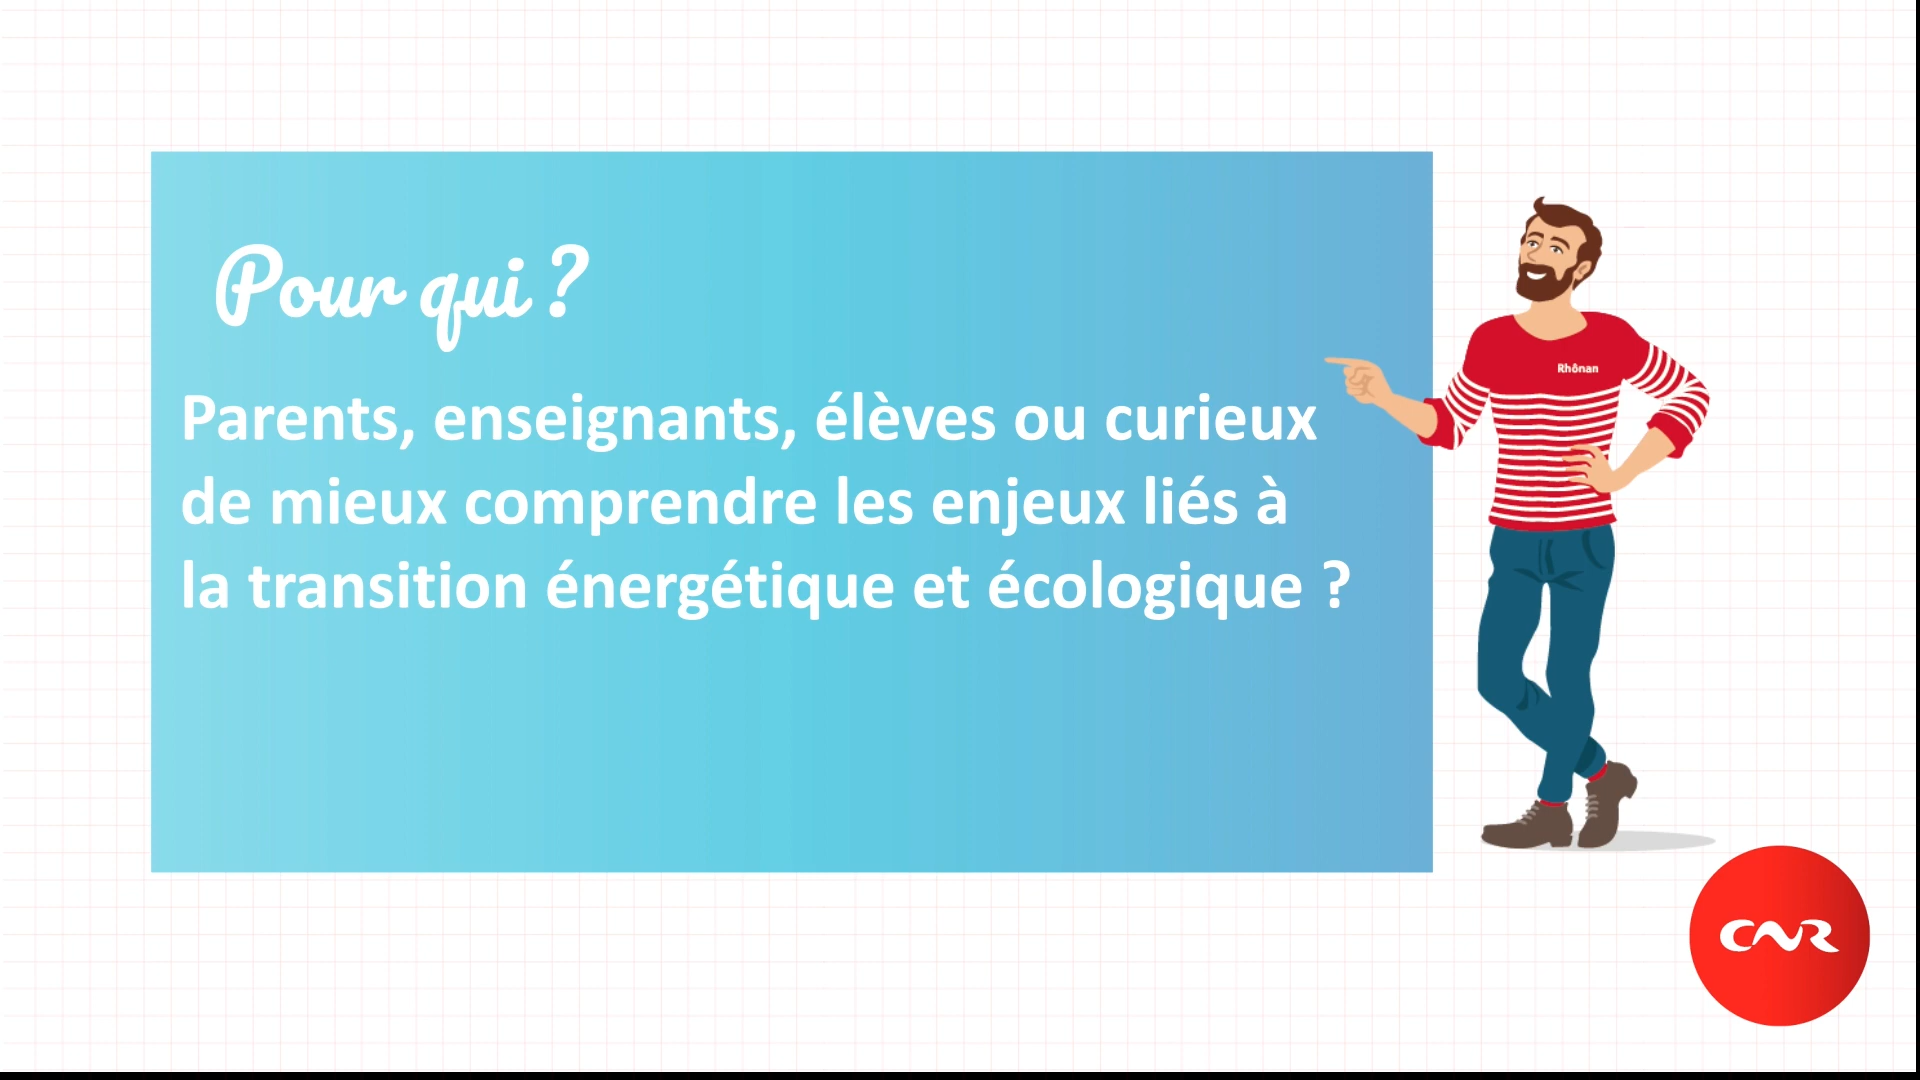 Pour qui ?
Parents, enseignants, élèves ou curieux
de mieux comprendre les enjeux liés à
la transition énergétique et écologique ?
Rhônan
CNR